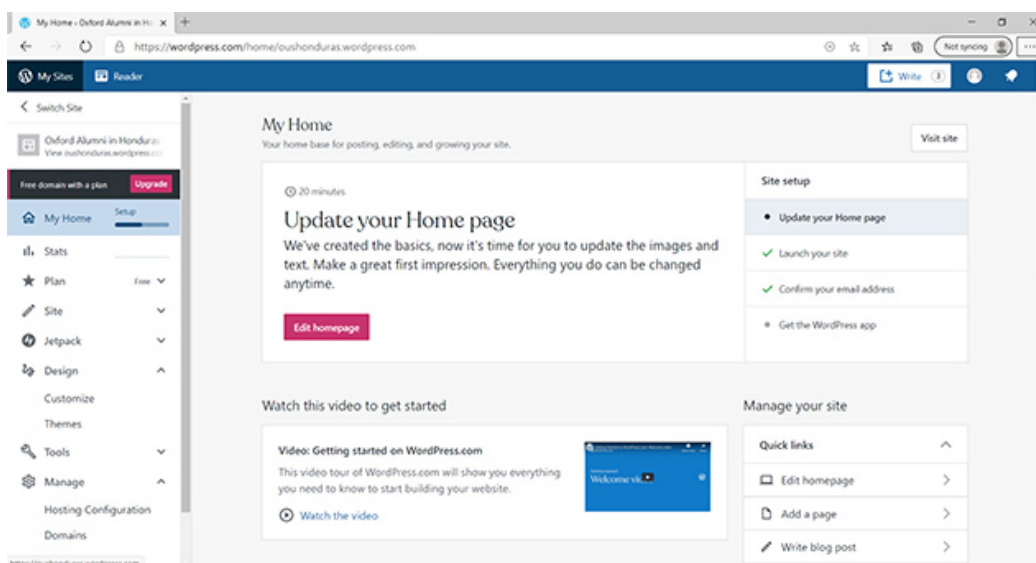 My Home ‹ Oxford Alumni in Ho
https://wordpress.com/home/oushonduras.wordpress.com
Not syncing
My Sites
Reader
Write 3
Switch Site
Oxford Alumni in Honduras
View oushonduras.wordpress.com
Free domain with a plan Upgrade
My Home Setup
Stats
Plan Free
Site
Jetpack
Design
Customize
Themes
Tools
Manage
Hosting Configuration
Domains
My Home
Your home base for posting, editing, and growing your site.
Visit site
20 minutes
Update your Home page
We've created the basics, now it's time for you to update the images and
text. Make a great first impression. Everything you do can be changed
anytime.
Edit homepage
Site setup
Update your Home page
Launch your site
Confirm your email address
Get the WordPress app
Watch this video to get started
Video: Getting started on WordPress.com
This video tour of WordPress.com will show you everything
you need to know to start building your website.
Watch the video
Manage your site
Quick links
Edit homepage
Add a page
Write blog post